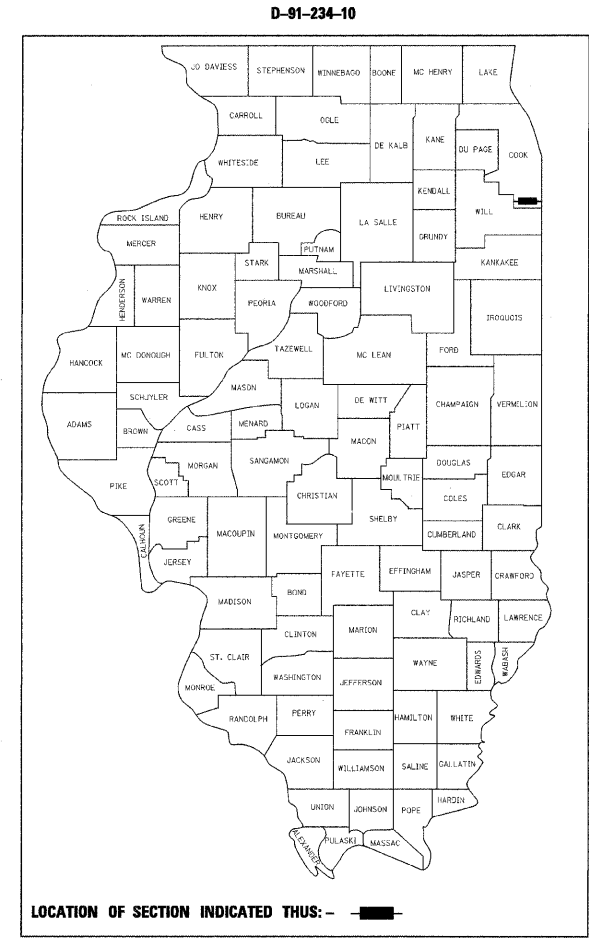 D-91-234-10
JO DAVIESS STEPHENSON WINNEBAGO BOONE MC HENRY LAKE
CARROLL OGLE
DE KALB KANE DU PAGE COOK
WHITESIDE LEE
KENDALL
ROCK ISLAND HENRY BUREAU LA SALLE WILL
MERCER PUTNAM GRUNDY
STARK MARSHALL KANKAKEE
HENDERSON WARREN KNOX PEORIA WOODFORD LIVINGSTON
IROQUOIS
HANCOCK MC DONOUGH FULTON TAZEWELL MC LEAN FORD
MASON
SCHUYLER LOGAN DE WITT CHAMPAIGN VERMILION
ADAMS BROWN CASS MENARD MACON PIATT
MORGAN SANGAMON DOUGLAS EDGAR
PIKE SCOTT CHRISTIAN MOULTRIE COLES
GREENE MACOUPIN MONTGOMERY SHELBY CUMBERLAND CLARK
CALHOUN JERSEY FAYETTE EFFINGHAM JASPER CRAWFORD
MADISON BOND CLAY RICHLAND LAWRENCE
CLINTON MARION
ST. CLAIR WAYNE EDWARDS WABASH
MONROE WASHINGTON JEFFERSON
RANDOLPH PERRY HAMILTON WHITE
FRANKLIN
JACKSON WILLIAMSON SALINE GALLATIN
UNION JOHNSON POPE HARDIN
ALEXANDER PULASKI MASSAC
LOCATION OF SECTION INDICATED THUS: -